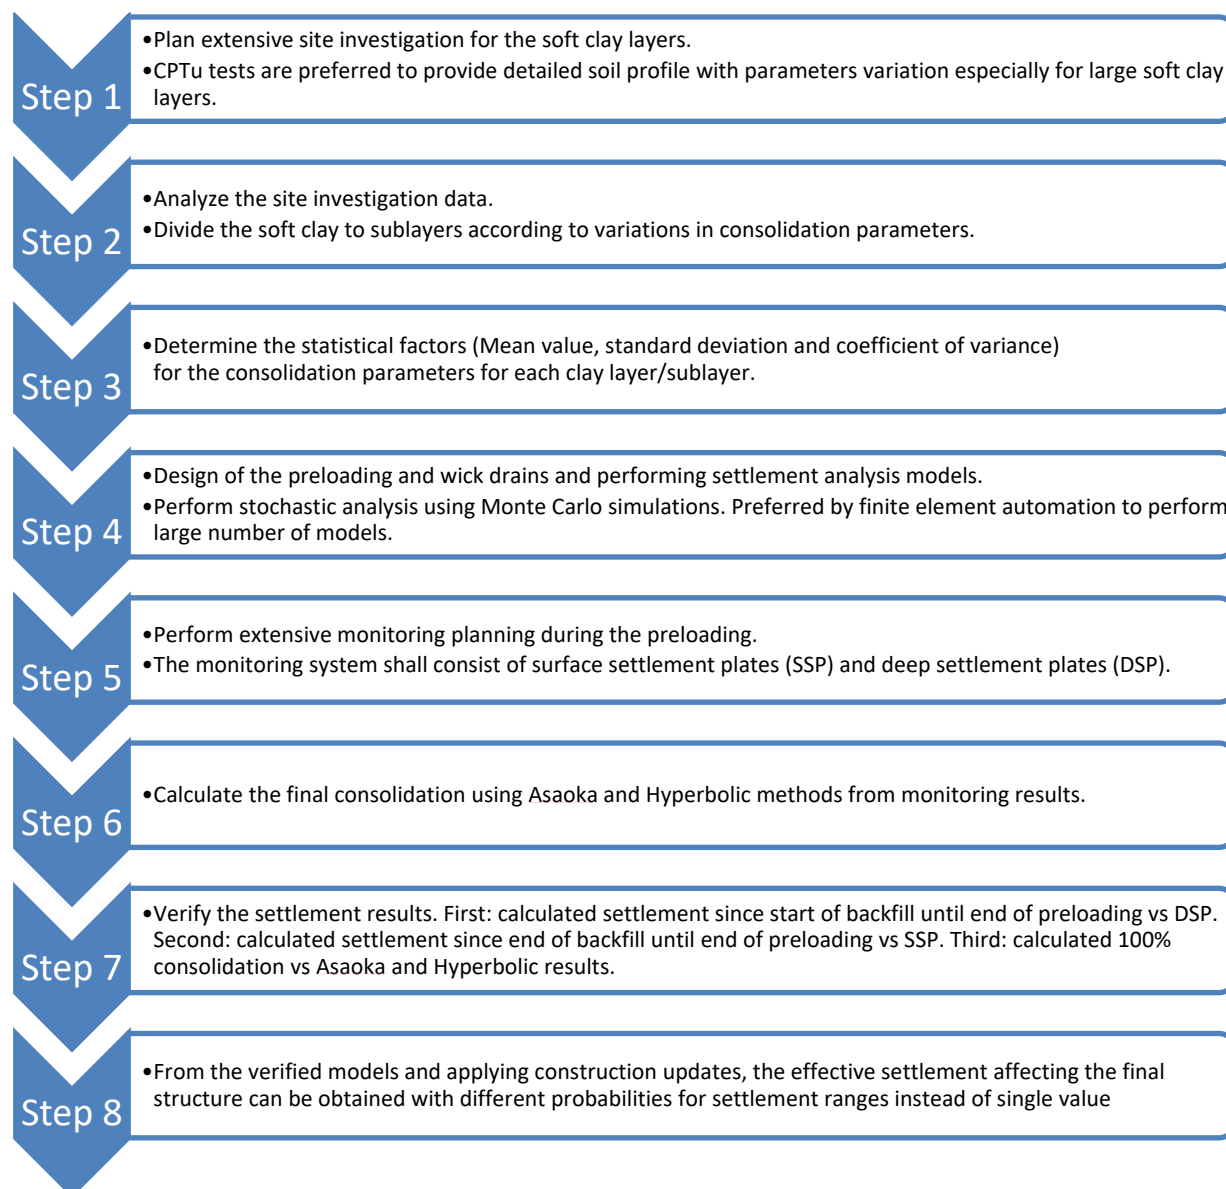 Step 1
•Plan extensive site investigation for the soft clay layers.
•CPTu tests are preferred to provide detailed soil profile with parameters variation especially for large soft clay
layers.
Step 2
•Analyze the site investigation data.
•Divide the soft clay to sublayers according to variations in consolidation parameters.
Step 3
•Determine the statistical factors (Mean value, standard deviation and coefficient of variance)
for the consolidation parameters for each clay layer/sublayer.
Step 4
•Design of the preloading and wick drains and performing settlement analysis models.
•Perform stochastic analysis using Monte Carlo simulations. Preferred by finite element automation to perform
large number of models.
Step 5
•Perform extensive monitoring planning during the preloading.
•The monitoring system shall consist of surface settlement plates (SSP) and deep settlement plates (DSP).
Step 6
•Calculate the final consolidation using Asaoka and Hyperbolic methods from monitoring results.
Step 7
•Verify the settlement results. First: calculated settlement since start of backfill until end of preloading vs DSP.
Second: calculated settlement since end of backfill until end of preloading vs SSP. Third: calculated 100%
consolidation vs Asaoka and Hyperbolic results.
Step 8
•From the verified models and applying construction updates, the effective settlement affecting the final
structure can be obtained with different probabilities for settlement ranges instead of single value